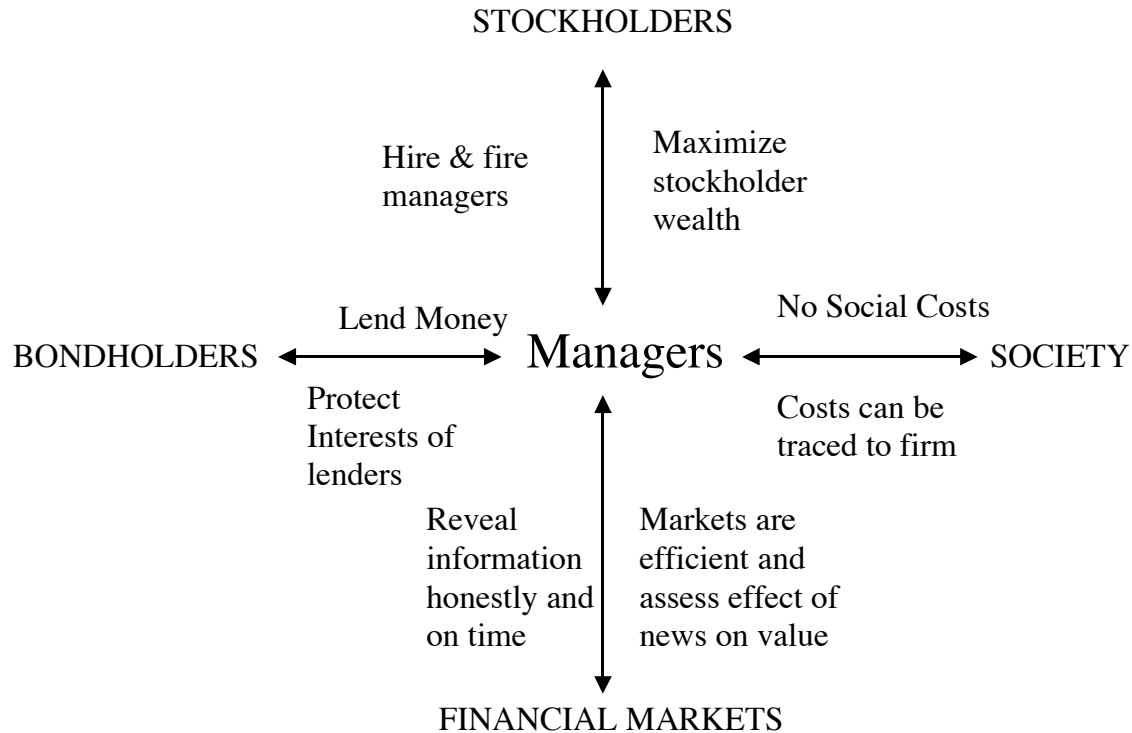 STOCKHOLDERS
Hire & fire
managers
Maximize
stockholder
wealth
Lend Money
No Social Costs
BONDHOLDERS
Managers
SOCIETY
Protect
Interests of
lenders
Costs can be
traced to firm
Reveal
information
honestly and
on time
Markets are
efficient and
assess effect of
news on value
FINANCIAL MARKETS